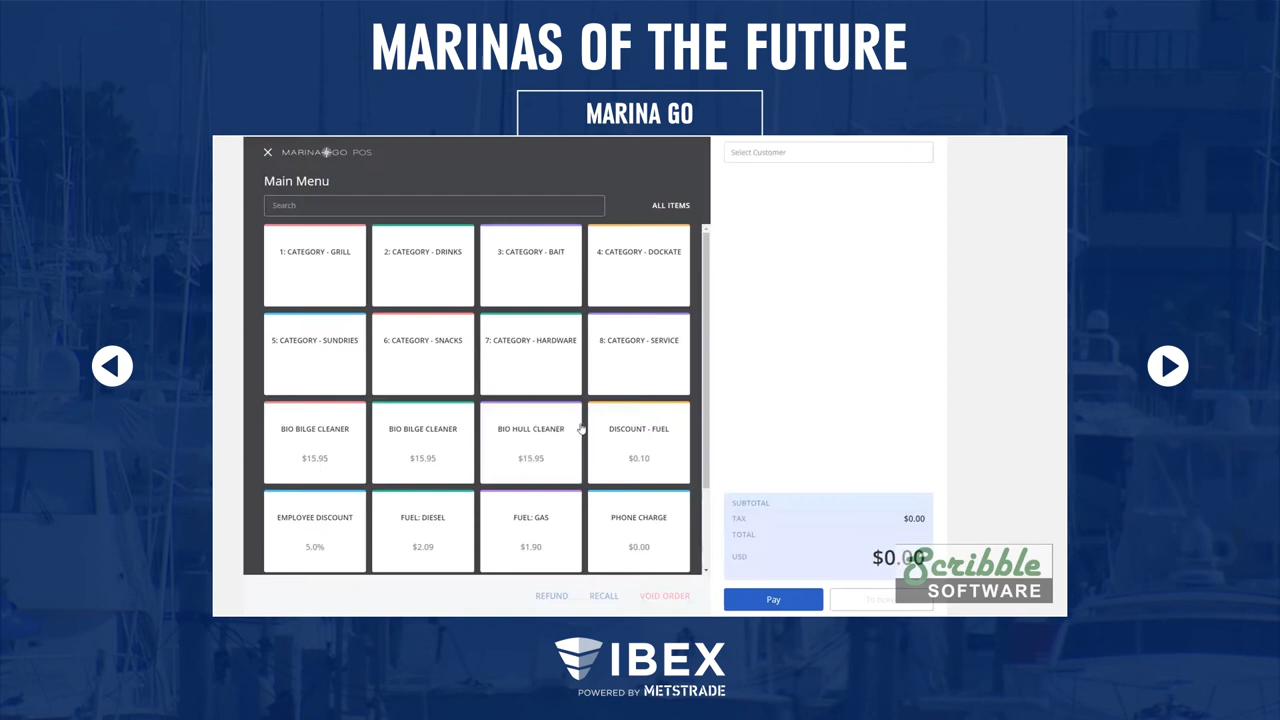 MARINAS OF THE FUTURE
MARINA GO
MARINA GO POS
Select Customer
Main Menu
Search
ALL ITEMS
1: CATEGORY - GRILL
2: CATEGORY - DRINKS
3: CATEGORY - BAIT
4: CATEGORY - DOCKATE
5: CATEGORY - SUNDRIES
6: CATEGORY - SNACKS
7: CATEGORY - HARDWARE
8: CATEGORY - SERVICE
BIO BILGE CLEANER
$15.95
BIO BILGE CLEANER
$15.95
BIO HULL CLEANER
$15.95
DISCOUNT - FUEL
$0.10
EMPLOYEE DISCOUNT
5.0%
FUEL: DIESEL
$2.09
FUEL: GAS
$1.90
PHONE CHARGE
$0.00
SUBTOTAL
TAX
$0.00
TOTAL
USD
$0.00
REFUND
RECALL
VOID ORDER
Pay
Scribble
SOFTWARE
IBEX
POWERED BY METSTRADE